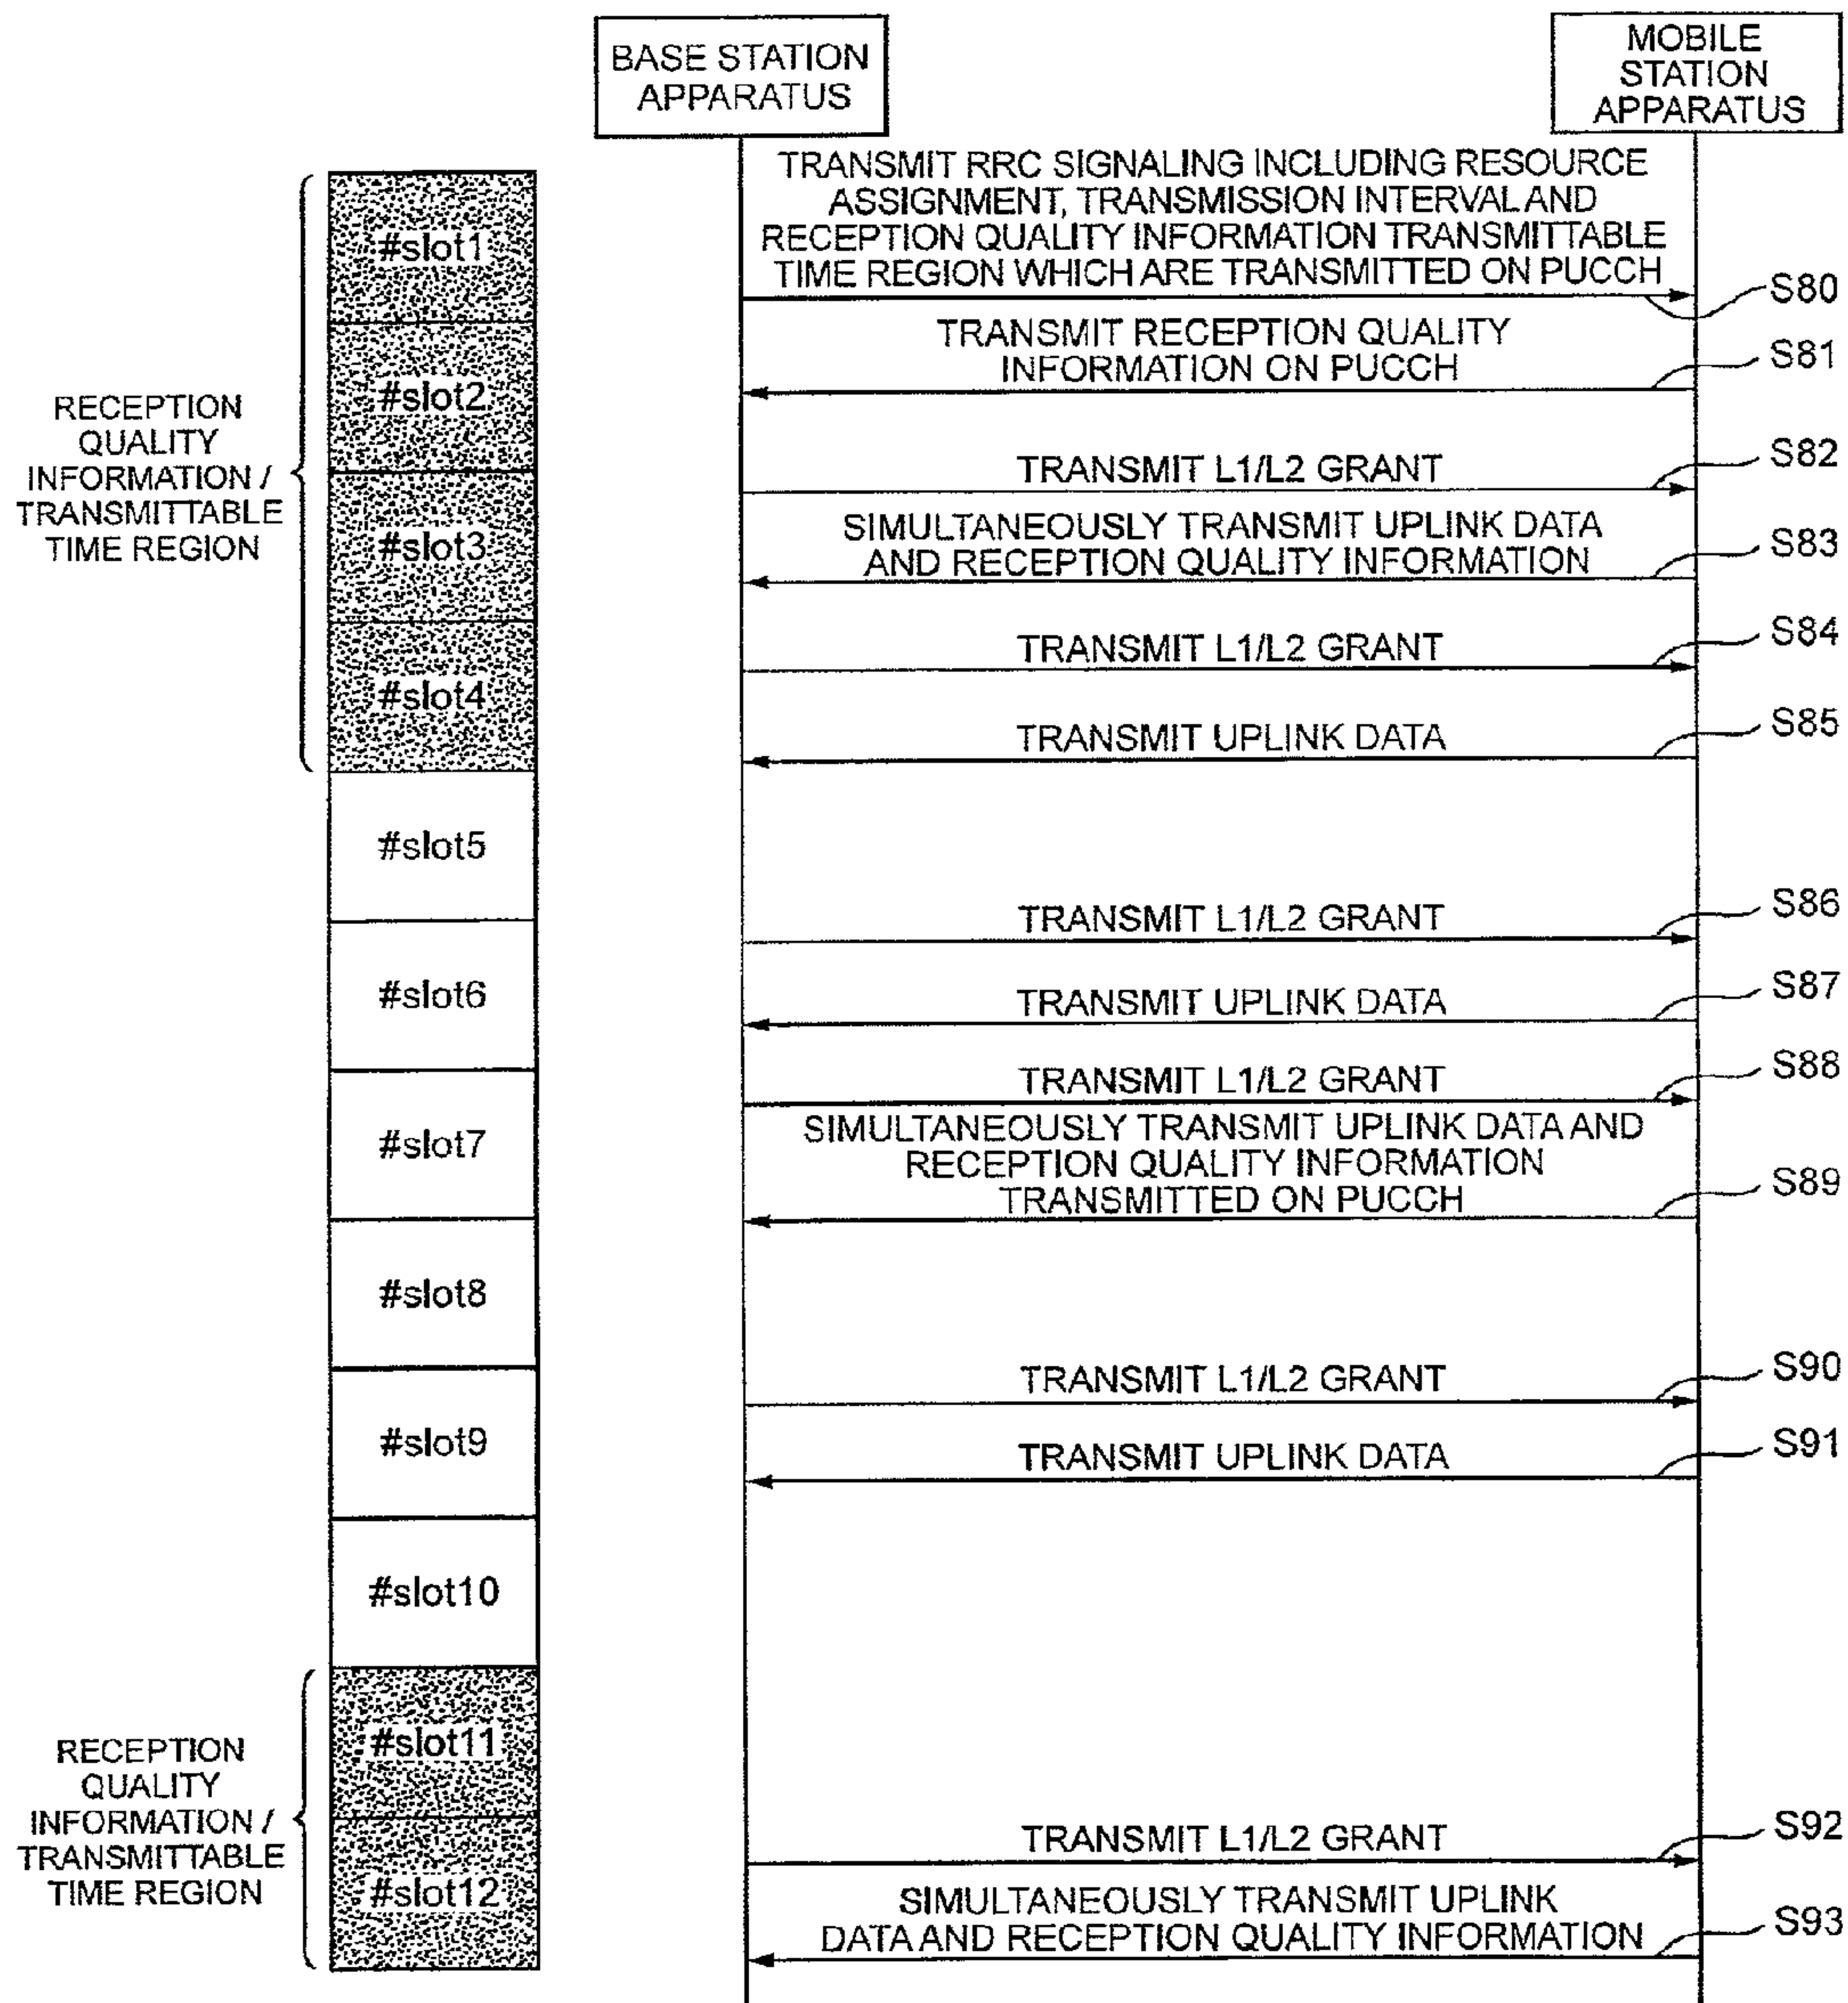 BASE STATION
APPARATUS
MOBILE
STATION
APPARATUS
RECEPTION
QUALITY
INFORMATION /
TRANSMITTABLE
TIME REGION
#slot1
#slot2
#slot3
#slot4
#slot5
#slot6
#slot7
#slot8
#slot9
#slot10
RECEPTION
QUALITY
INFORMATION /
TRANSMITTABLE
TIME REGION
#slot11
#slot12
TRANSMIT RRC SIGNALING INCLUDING RESOURCE
ASSIGNMENT, TRANSMISSION INTERVAL AND
RECEPTION QUALITY INFORMATION TRANSMITTABLE
TIME REGION WHICH ARE TRANSMITTED ON PUCCH
S80
TRANSMIT RECEPTION QUALITY
INFORMATION ON PUCCH
S81
TRANSMIT L1/L2 GRANT
S82
SIMULTANEOUSLY TRANSMIT UPLINK DATA
AND RECEPTION QUALITY INFORMATION
S83
TRANSMIT L1/L2 GRANT
S84
TRANSMIT UPLINK DATA
S85
TRANSMIT L1/L2 GRANT
S86
TRANSMIT UPLINK DATA
S87
TRANSMIT L1/L2 GRANT
S88
SIMULTANEOUSLY TRANSMIT UPLINK DATA AND
RECEPTION QUALITY INFORMATION
TRANSMITTED ON PUCCH
S89
TRANSMIT L1/L2 GRANT
S90
TRANSMIT UPLINK DATA
S91
TRANSMIT L1/L2 GRANT
S92
SIMULTANEOUSLY TRANSMIT UPLINK
DATA AND RECEPTION QUALITY INFORMATION
S93